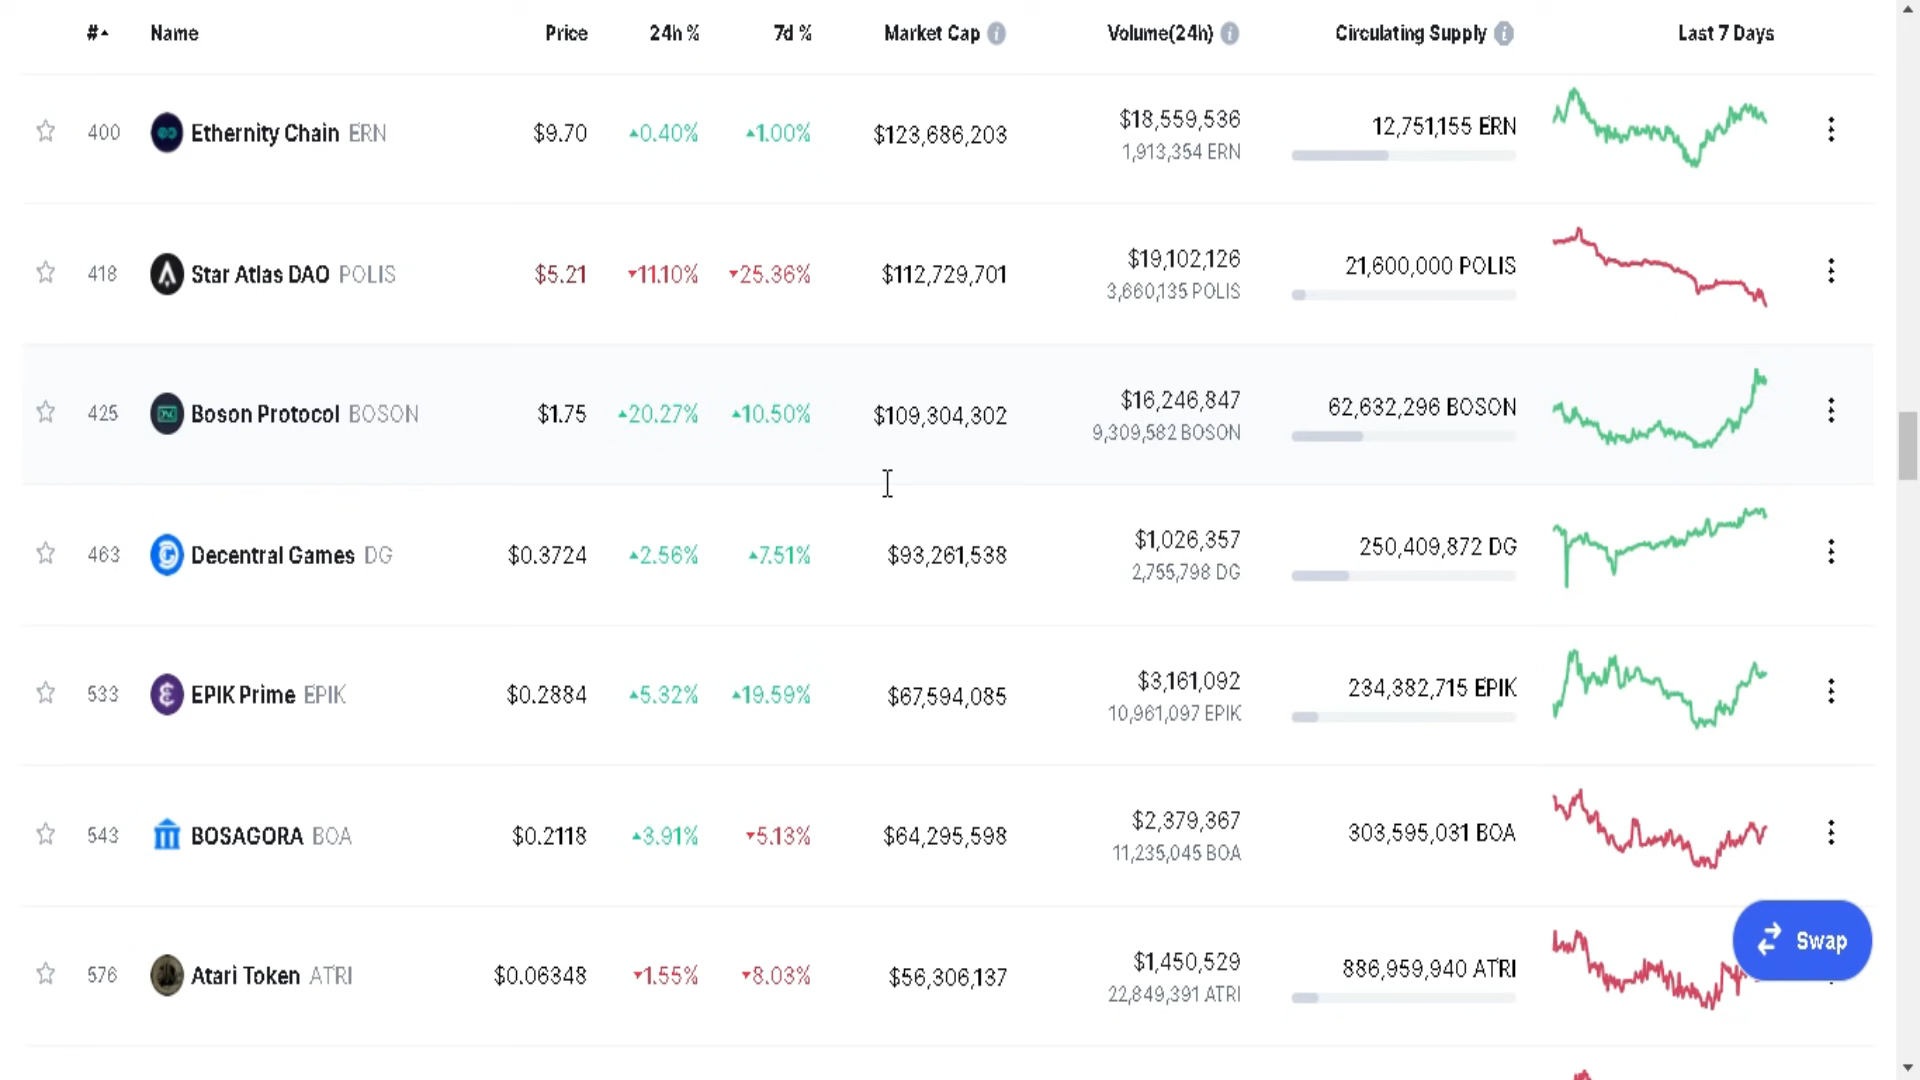 # Name Price 24h % 7d % Market Cap Volume(24h) Circulating Supply Last 7 Days
400 Ethernity Chain ERN $9.70 0.40% 1.00% $123,686,203 $18,559,536 12,751,155 ERN
1,913,354 ERN
418 Star Atlas DAO POLIS $5.21 11.10% 25.36% $112,729,701 $19,102,126 21,600,000 POLIS
3,660,135 POLIS
425 Boson Protocol BOSON $1.75 20.27% 10.50% $109,304,302 $16,246,847 62,632,296 BOSON
9,309,582 BOSON
463 Decentral Games DG $0.3724 2.56% 7.51% $93,261,538 $1,026,357 250,409,872 DG
2,755,798 DG
533 EPIK Prime EPIK $0.2884 5.32% 19.59% $67,594,085 $3,161,092 234,382,715 EPIK
10,961,097 EPIK
543 BOSAGORA BOA $0.2118 3.91% 5.13% $64,295,598 $2,379,367 303,595,031 BOA
11,235,045 BOA
576 Atari Token ATRI $0.06348 1.55% 8.03% $56,306,137 $1,450,529 886,959,940 ATRI
22,849,391 ATRI
Swap